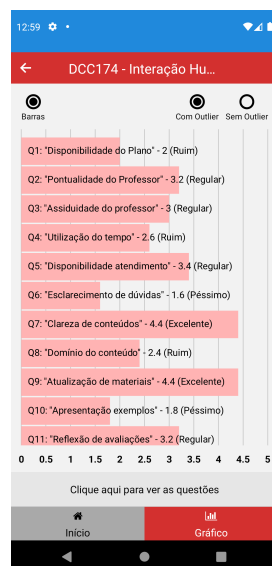 12:59
DCC174 - Interação Hu...
Barras
Com Outlier
Sem Outlier
Q1: "Disponibilidade do Plano" - 2 (Ruim)
Q2: "Pontualidade do Professor" - 3.2 (Regular)
Q3: "Assiduidade do professor" - 3 (Regular)
Q4: "Utilização do tempo" - 2.6 (Ruim)
Q5: "Disponibilidade atendimento" - 3.4 (Regular)
Q6: "Esclarecimento de dúvidas" - 1.6 (Péssimo)
Q7: "Clareza de conteúdos" - 4.4 (Excelente)
Q8: "Domínio do conteúdo" - 2.4 (Ruim)
Q9: "Atualização de materiais" - 4.4 (Excelente)
Q10: "Apresentação exemplos" - 1.8 (Péssimo)
Q11: "Reflexão de avaliações" - 3.2 (Regular)
0 0.5 1 1.5 2 2.5 3 3.5 4 4.5 5
Clique aqui para ver as questões
Início
Gráfico